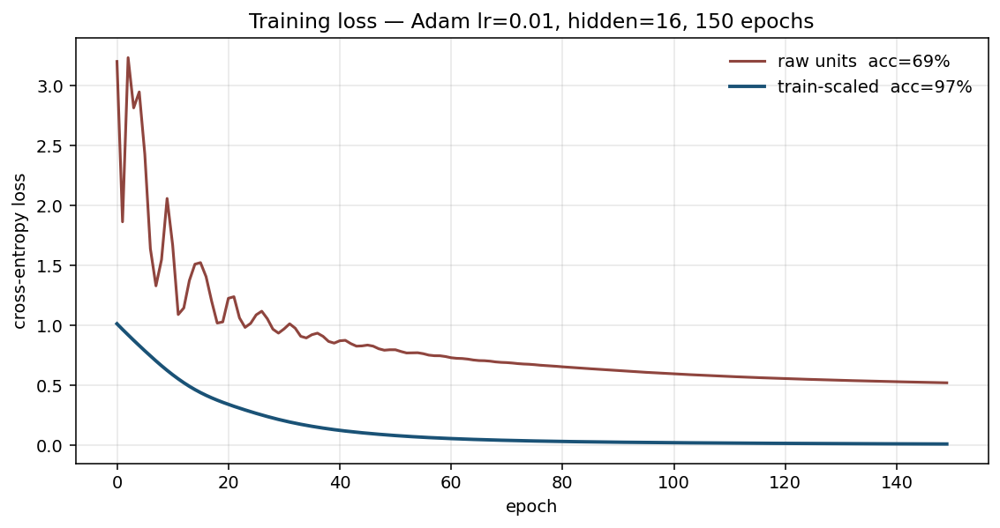 Training loss — Adam lr=0.01, hidden=16, 150 epochs
raw units  acc=69%
train-scaled  acc=97%
cross-entropy loss
3.0
2.5
2.0
1.5
1.0
0.5
0.0
0 20 40 60 80 100 120 140
epoch